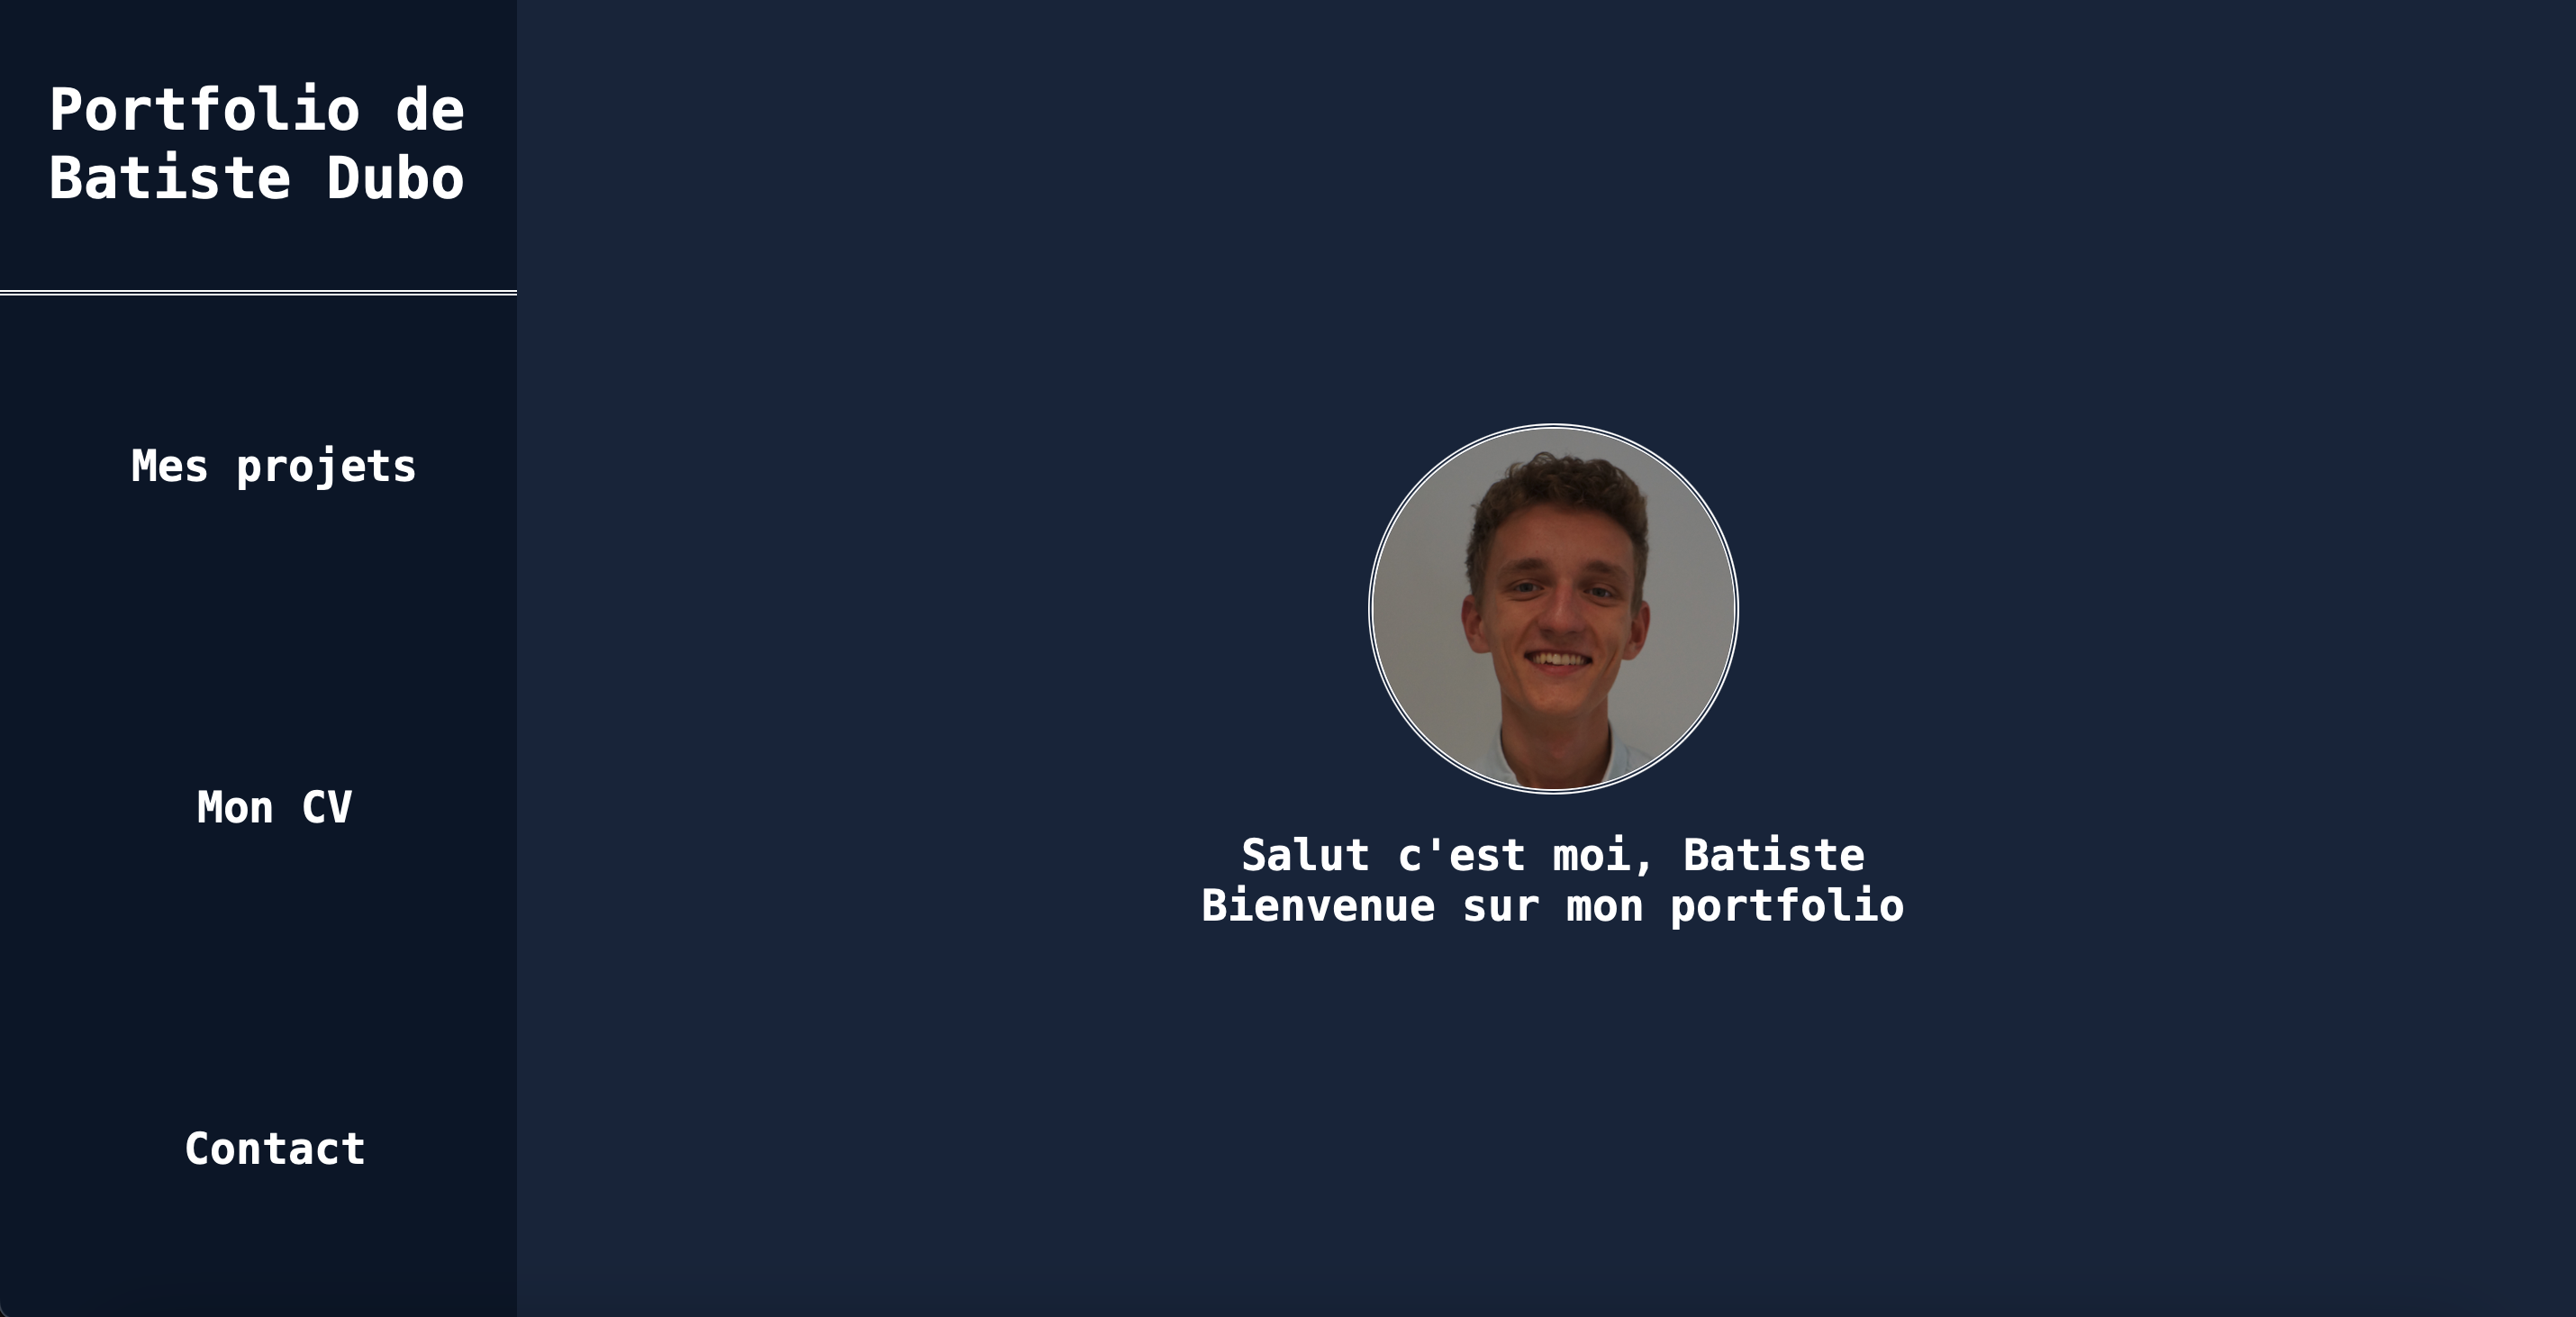 Portfolio de
Batiste Dubo
Mes projets
Mon CV
Contact
Salut c'est moi, Batiste
Bienvenue sur mon portfolio